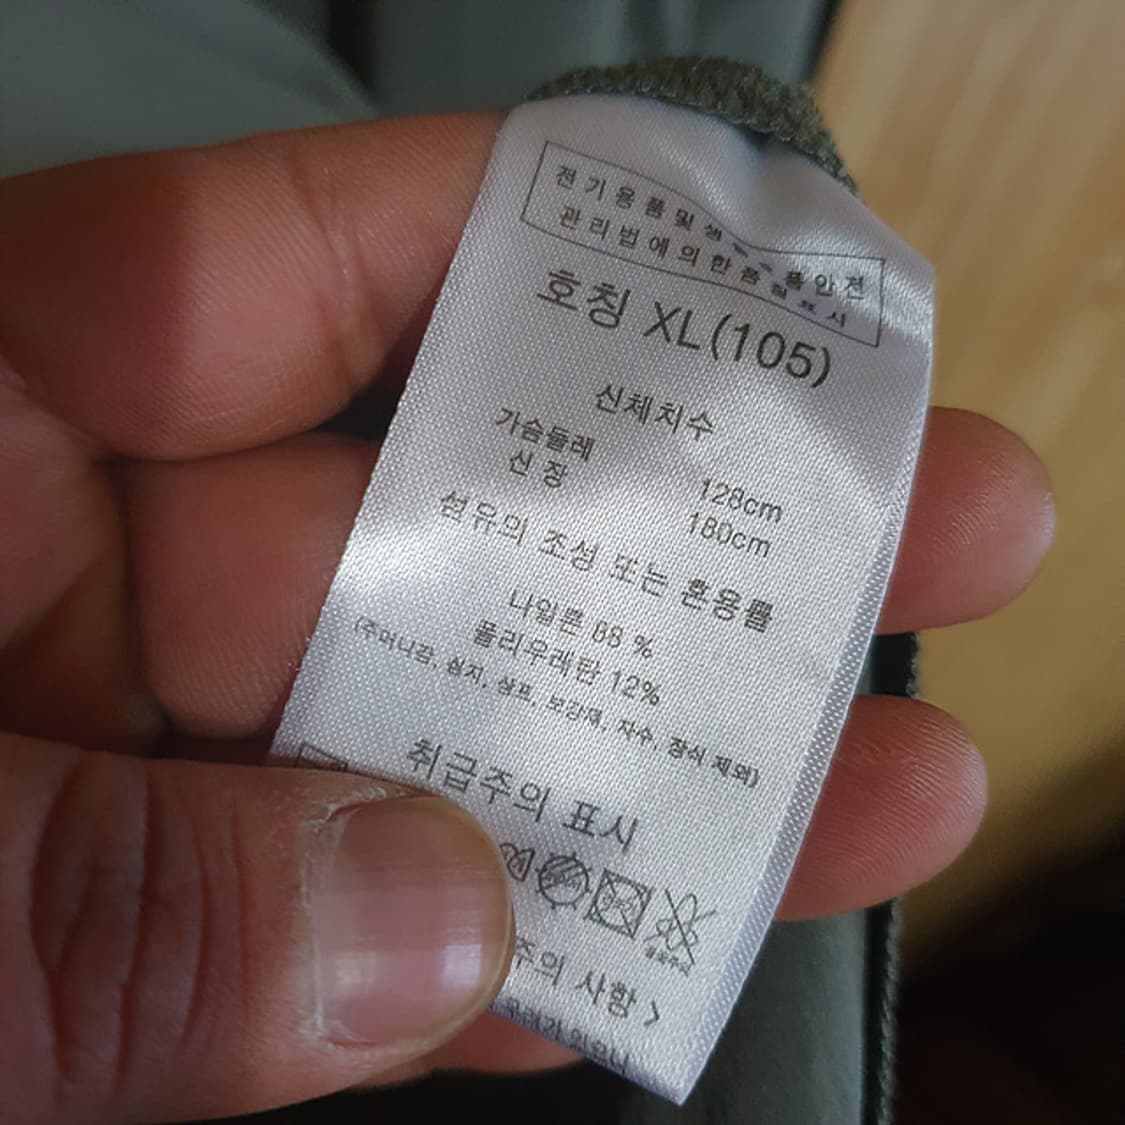 전기용품및생 품안전
관리법에의한품질표시
호칭 XL(105)
신체치수
가슴둘레 128cm
신 장 180cm
섬유의 조성 또는 혼용률
나일론 88 %
폴리우레탄 12%
(주머니감, 심지, 상표, 보강재, 자수, 장식 제외)
취급주의 표시
주의 사항 >